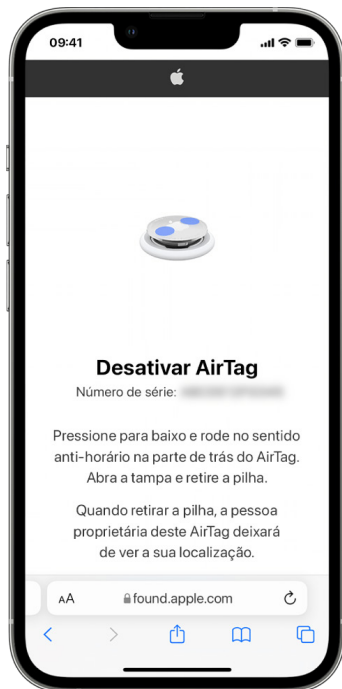 09:41
Desativar AirTag
Número de série:
Pressione para baixo e rode no sentido
anti-horário na parte de trás do AirTag.
Abra a tampa e retire a pilha.
Quando retirar a pilha, a pessoa
proprietária deste AirTag deixará
de ver a sua localização.
AA
found.apple.com